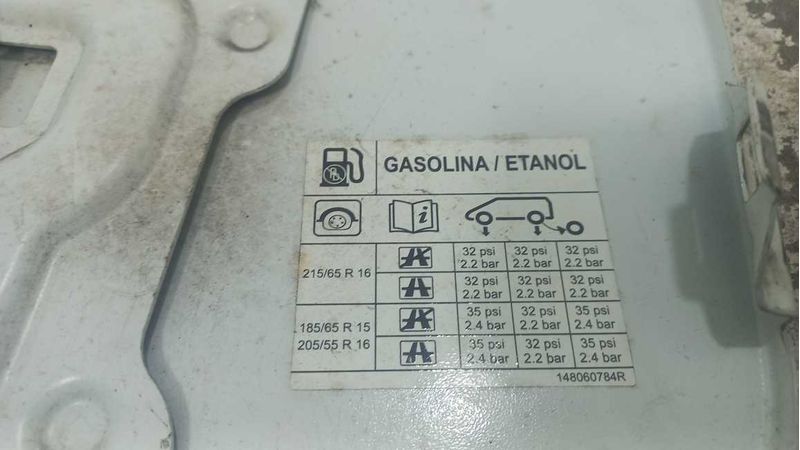 GASOLINA / ETANOL
215/65 R 16
32 psi 32 psi 32 psi
2.2 bar 2.2 bar 2.2 bar
32 psi 32 psi 32 psi
2.2 bar 2.2 bar 2.2 bar
185/65 R 15
205/55 R 16
35 psi 32 psi 35 psi
2.4 bar 2.2 bar 2.4 bar
35 psi 32 psi 35 psi
2.4 bar 2.2 bar 2.4 bar
148060784R